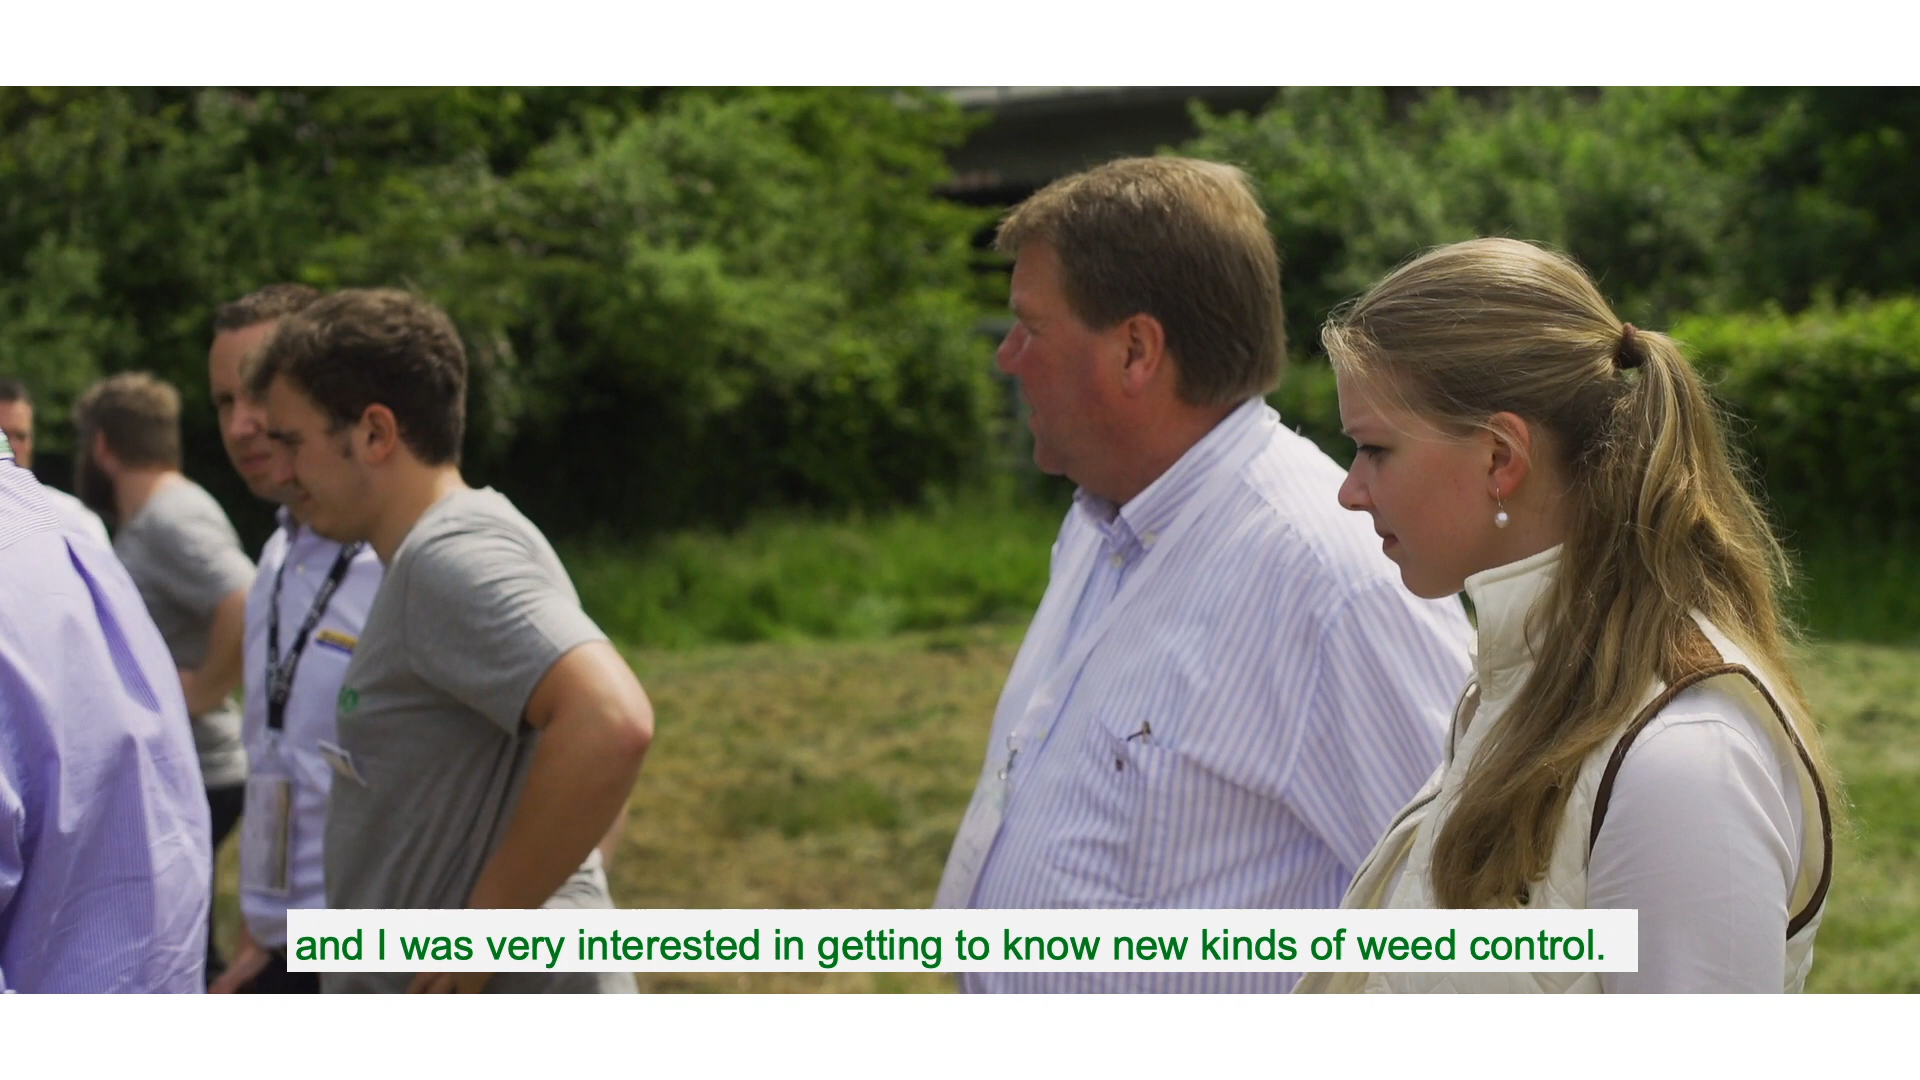 and I was very interested in getting to know new kinds of weed control.